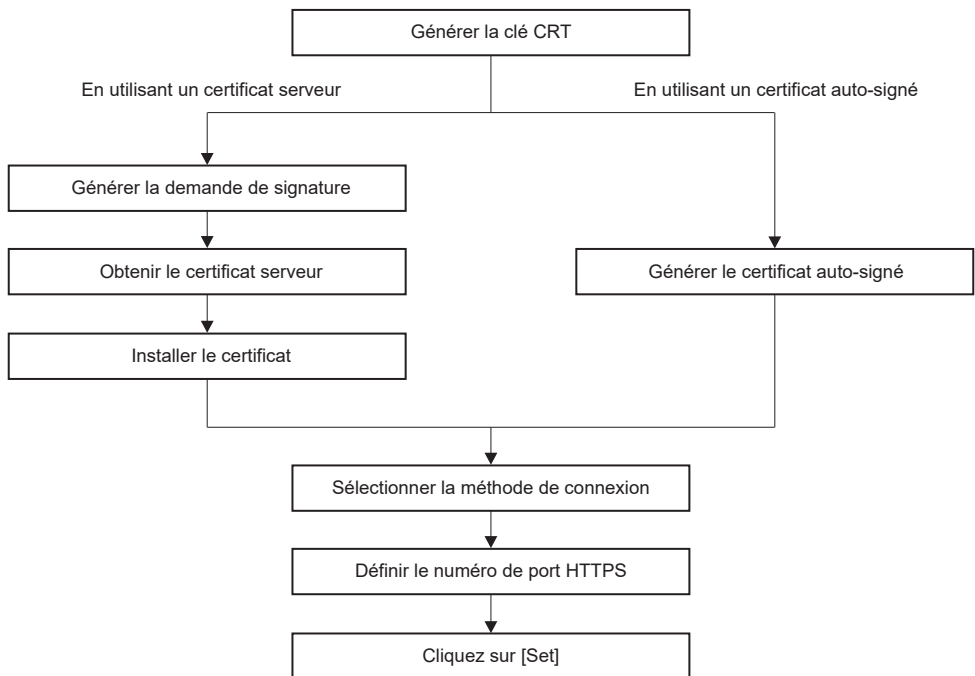 Générer la clé CRT
En utilisant un certificat serveur
En utilisant un certificat auto-signé
Générer la demande de signature
Obtenir le certificat serveur
Générer le certificat auto-signé
Installer le certificat
Sélectionner la méthode de connexion
Définir le numéro de port HTTPS
Cliquez sur [Set]